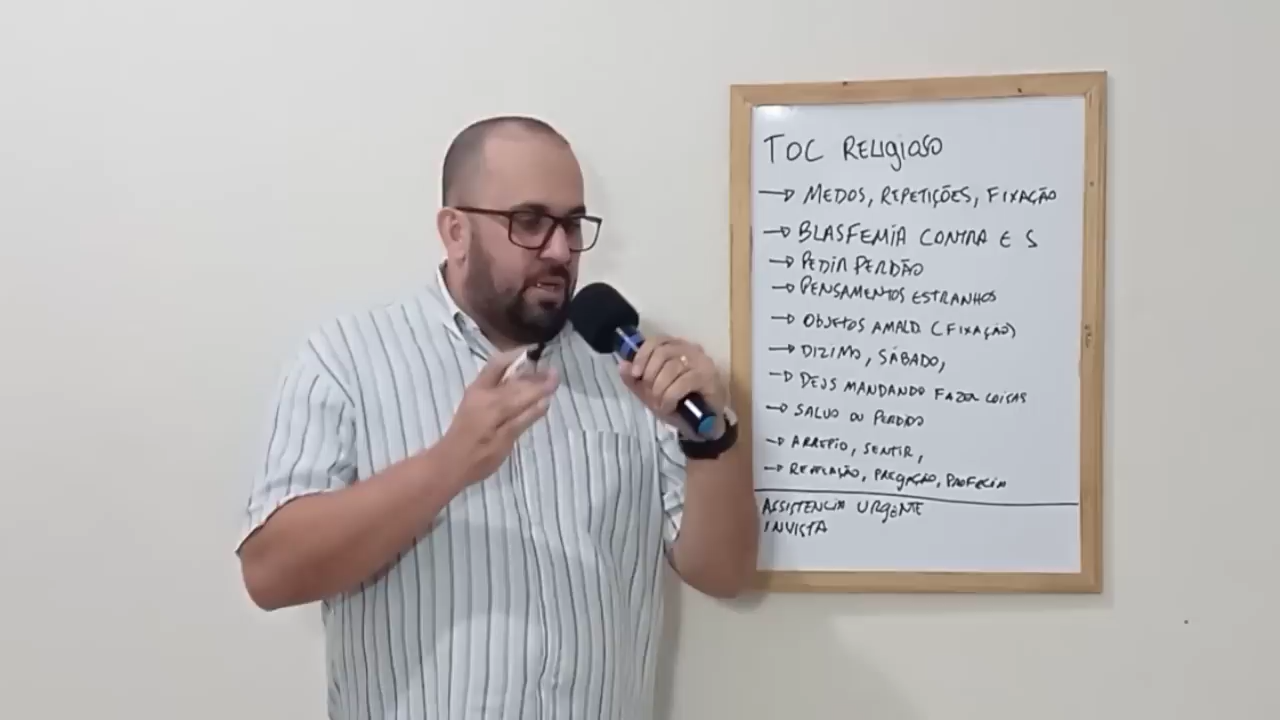 TOC RELIGIOSO
→ MEDOS, REPETIÇÕES, FIXAÇÃO
→ BLASFEMIA CONTRA E S
→ PEDIR PERDÃO
→ PENSAMENTOS ESTRANHOS
→ OBJETOS AMALD. (FIXAÇÃO)
→ DIZIMO, SÁBADO,
→ DEUS MANDANDO FAZER COISAS
→ SALVO OU PERDIDO
→ ARREPIO, SENTIR,
→ REVELAÇÃO, PREGAÇÃO, PROFECIA
ASSISTENCIA URGENTE
INVISTA